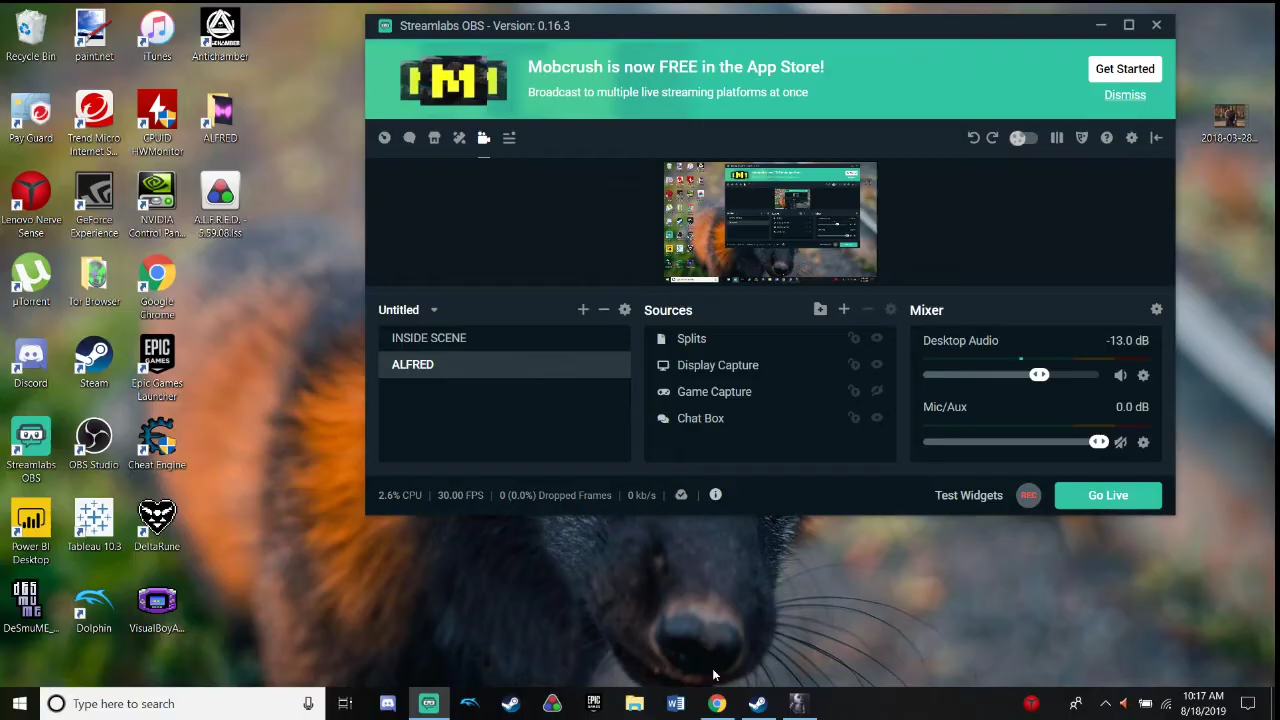 Streamlabs OBS - Version: 0.16.3
Mobcrush is now FREE in the App Store!
Broadcast to multiple live streaming platforms at once
Get Started
Dismiss
Recycle Bin
paint.net
iTunes
Antichamber
Pay Guard
Trend Micro Internet S...
CPUID HWMonitor
ALFRED
Lenovo Nerve Sense
GeForce Experience
NVIDIA Control Pan...
A.L.F.R.E.D. - 5.59.08.lss
µTorrent
Tor Browser
Google Chrome
Discord
Steam
Epic Games Launcher
Streamlabs OBS
OBS Studio
Cheat Engine
Power BI Desktop
Tableau 10.3
DeltaRune
DeSmuME_...
Dolphin
VisualBoyA...
2018-03-28...
Untitled
INSIDE SCENE
ALFRED
Sources
Splits
Display Capture
Game Capture
Chat Box
Mixer
Desktop Audio
-13.0 dB
Mic/Aux
0.0 dB
2.6% CPU
30.00 FPS
0 (0.0%) Dropped Frames
0 kb/s
Test Widgets
REC
Go Live
Type here to search
10:17 AM
8/18/2019